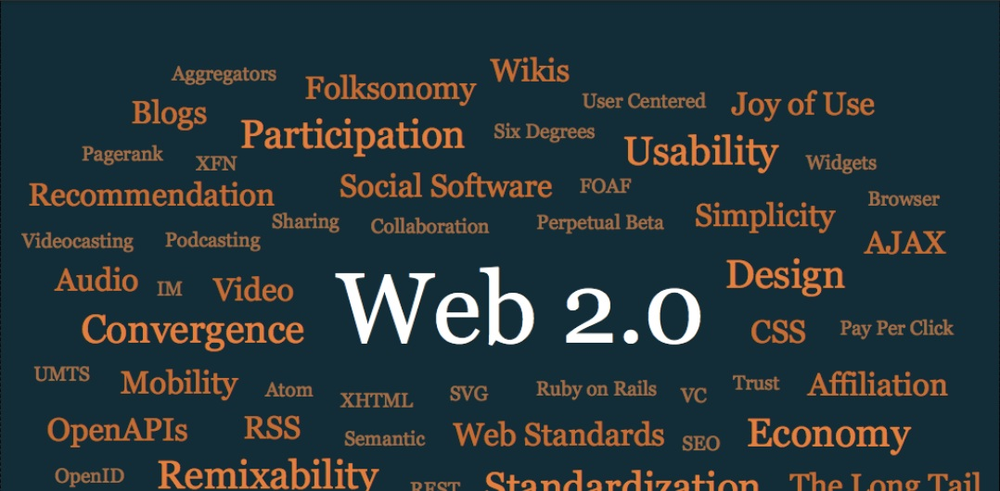 Wikis
Aggregators
Folksonomy
User Centered
Joy of Use
Blogs
Participation
Six Degrees
Usability
Pagerank
XFN
Widgets
Recommendation
Social Software
FOAF
Browser
Sharing
Collaboration
Perpetual Beta
Simplicity
Videocasting
Podcasting
AJAX
Audio
IM
Video
Web 2.0
Design
Convergence
CSS
Pay Per Click
UMTS
Mobility
Atom
XHTML
SVG
Ruby on Rails
VC
Trust
Affiliation
OpenAPIs
RSS
Semantic
Web Standards
SEO
Economy
OpenID
Remixability
REST
Standardization
The Long Tail